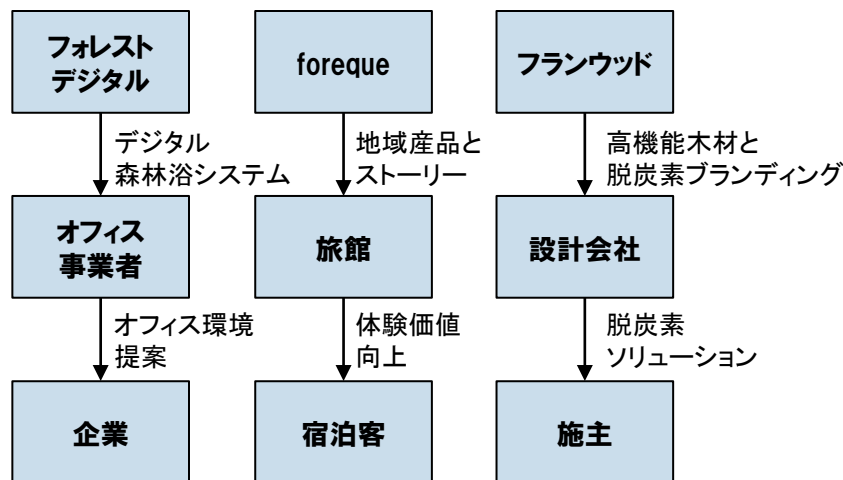 フォレスト
デジタル
foreque
フランウッド
デジタル
森林浴システム
地域産品と
ストーリー
高機能木材と
脱炭素ブランディング
オフィス
事業者
旅館
設計会社
オフィス環境
提案
体験価値
向上
脱炭素
ソリューション
企業
宿泊客
施主